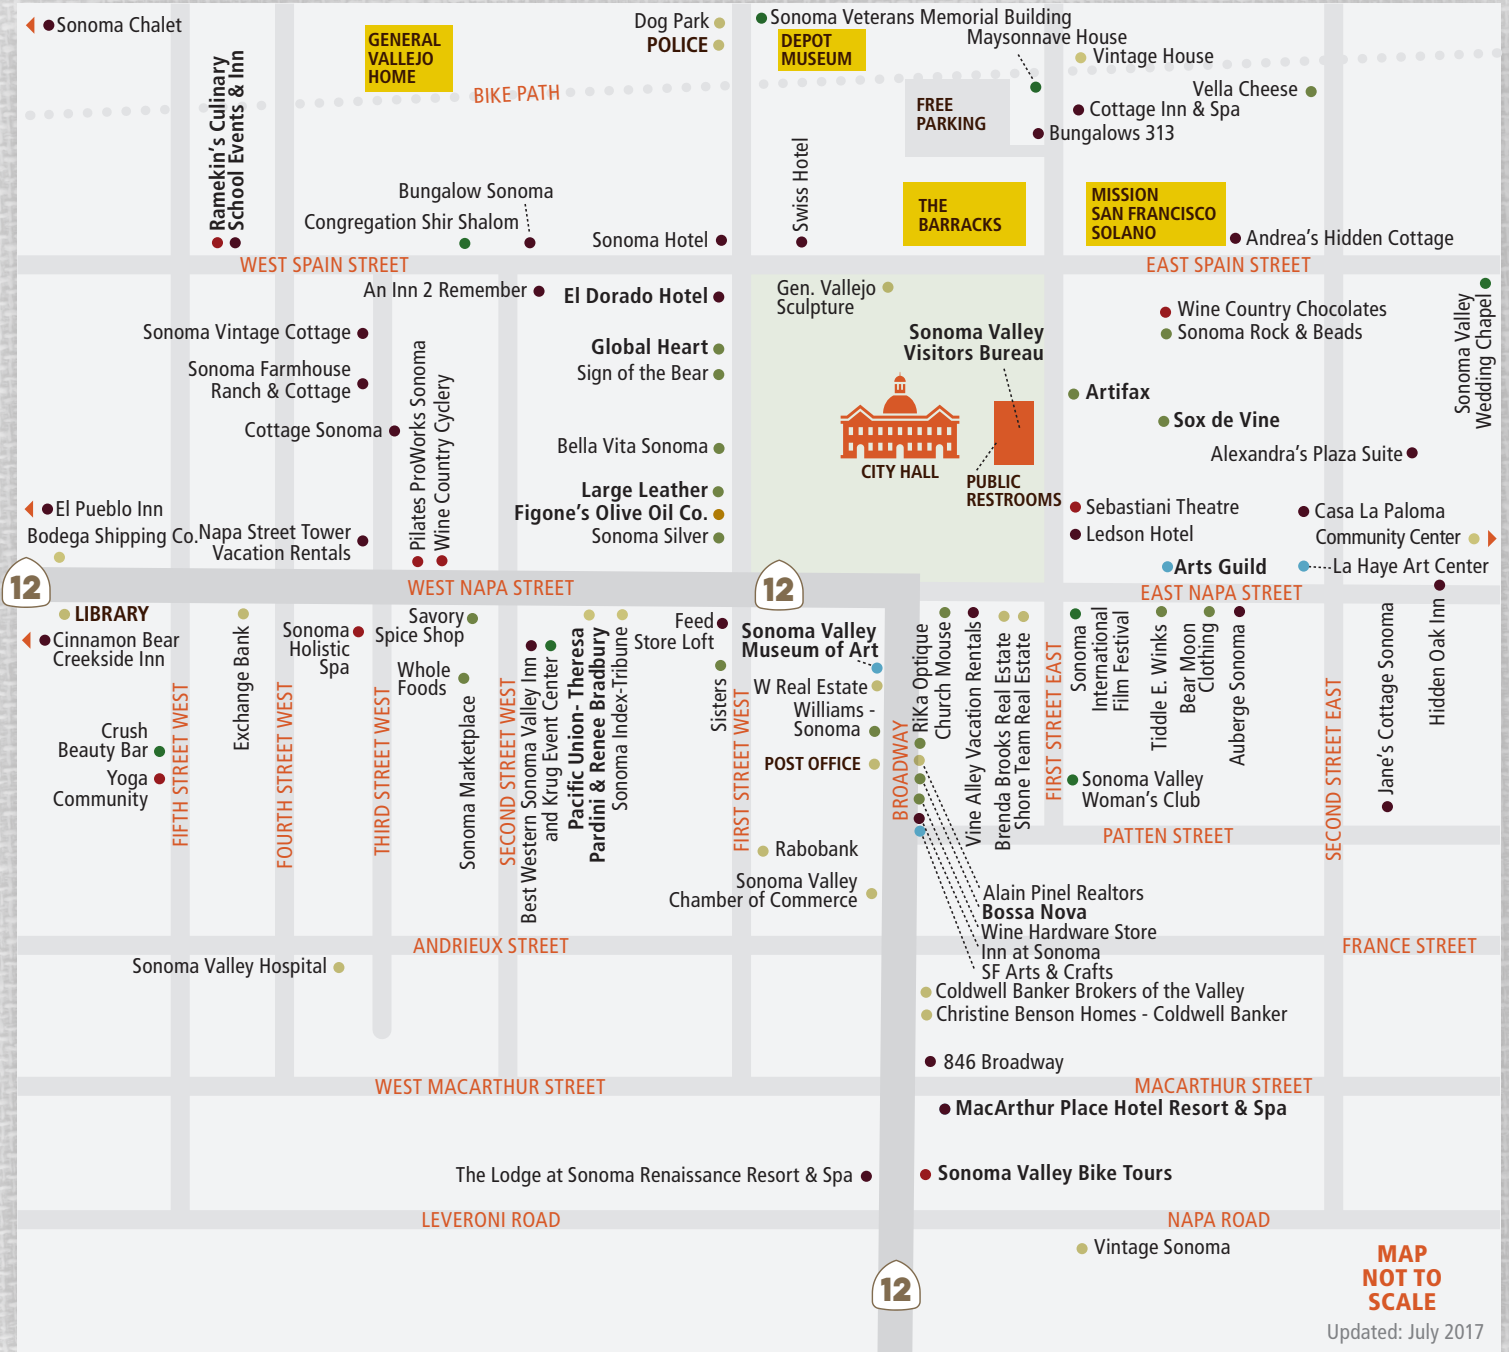 Sonoma Chalet
Dog Park
POLICE
Sonoma Veterans Memorial Building
Maysonnave House
Vintage House
GENERAL
VALLEJO
HOME
DEPOT
MUSEUM
BIKE PATH
FREE
PARKING
Vella Cheese
Cottage Inn & Spa
Bungalows 313
Ramekin's Culinary
School Events & Inn
Bungalow Sonoma
Congregation Shir Shalom
Sonoma Hotel
Swiss Hotel
THE
BARRACKS
MISSION
SAN FRANCISCO
SOLANO
Andrea's Hidden Cottage
WEST SPAIN STREET
EAST SPAIN STREET
An Inn 2 Remember
El Dorado Hotel
Gen. Vallejo
Sculpture
Sonoma Vintage Cottage
Sonoma Farmhouse
Ranch & Cottage
Cottage Sonoma
Pilates ProWorks Sonoma
Wine Country Cyclery
Global Heart
Sign of the Bear
Bella Vita Sonoma
Large Leather
Figone's Olive Oil Co.
Sonoma Silver
Sonoma Valley
Visitors Bureau
CITY HALL
PUBLIC
RESTROOMS
Wine Country Chocolates
Sonoma Rock & Beads
Sonoma Valley
Wedding Chapel
Artifax
Sox de Vine
Alexandra's Plaza Suite
Sebastiani Theatre
Ledson Hotel
Casa La Paloma
Community Center
Arts Guild
La Haye Art Center
El Pueblo Inn
Bodega Shipping Co.
Napa Street Tower
Vacation Rentals
12
WEST NAPA STREET
12
EAST NAPA STREET
LIBRARY
Cinnamon Bear
Creekside Inn
Exchange Bank
Sonoma
Holistic
Spa
Savory
Spice Shop
Whole
Foods
Sonoma Marketplace
Best Western Sonoma Valley Inn
and Krug Event Center
Pacific Union- Theresa
Pardini & Renee Bradbury
Sonoma Index-Tribune
Feed
Store Loft
Sisters
Sonoma Valley
Museum of Art
W Real Estate
Williams -
Sonoma
POST OFFICE
RiKa Optique
Church Mouse
Vine Alley Vacation Rentals
Brenda Brooks Real Estate
Shone Team Real Estate
Sonoma
International
Film Festival
Tiddle E. Winks
Bear Moon
Clothing
Auberge Sonoma
Jane's Cottage Sonoma
Hidden Oak Inn
Crush
Beauty Bar
Yoga
Community
FIFTH STREET WEST
FOURTH STREET WEST
THIRD STREET WEST
SECOND STREET WEST
FIRST STREET WEST
BROADWAY
FIRST STREET EAST
SECOND STREET EAST
Sonoma Valley
Woman's Club
PATTEN STREET
Rabobank
Sonoma Valley
Chamber of Commerce
Alain Pinel Realtors
Bossa Nova
Wine Hardware Store
Inn at Sonoma
SF Arts & Crafts
ANDRIEUX STREET
FRANCE STREET
Sonoma Valley Hospital
Coldwell Banker Brokers of the Valley
Christine Benson Homes - Coldwell Banker
846 Broadway
WEST MACARTHUR STREET
MACARTHUR STREET
MacArthur Place Hotel Resort & Spa
The Lodge at Sonoma Renaissance Resort & Spa
Sonoma Valley Bike Tours
LEVERONI ROAD
NAPA ROAD
Vintage Sonoma
12
MAP
NOT TO
SCALE
Updated: July 2017